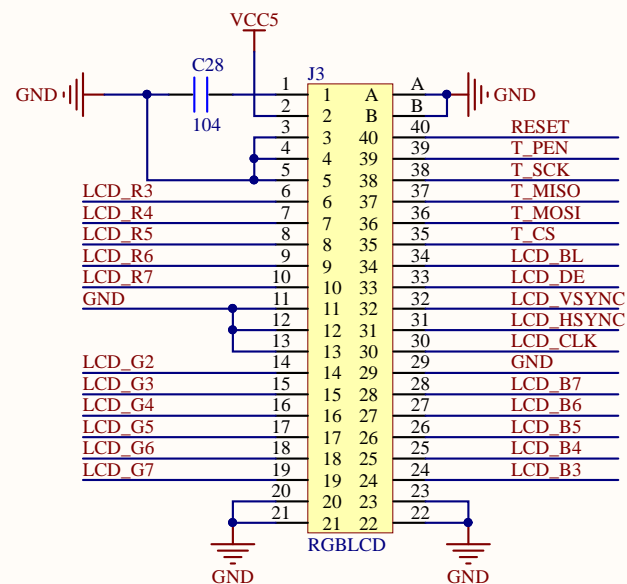 VCC5
C28
J3
GND
104
GND
1 1 A A
2 2 B B
3 3 40 40 RESET
4 4 39 39 T_PEN
5 5 38 38 T_SCK
LCD_R3 6 6 37 37 T_MISO
LCD_R4 7 7 36 36 T_MOSI
LCD_R5 8 8 35 35 T_CS
LCD_R6 9 9 34 34 LCD_BL
LCD_R7 10 10 33 33 LCD_DE
GND 11 11 32 32 LCD_VSYNC
12 12 31 31 LCD_HSYNC
13 13 30 30 LCD_CLK
LCD_G2 14 14 29 29 GND
LCD_G3 15 15 28 28 LCD_B7
LCD_G4 16 16 27 27 LCD_B6
LCD_G5 17 17 26 26 LCD_B5
LCD_G6 18 18 25 25 LCD_B4
LCD_G7 19 19 24 24 LCD_B3
20 20 23 23
21 21 22 22
RGBLCD
GND
GND